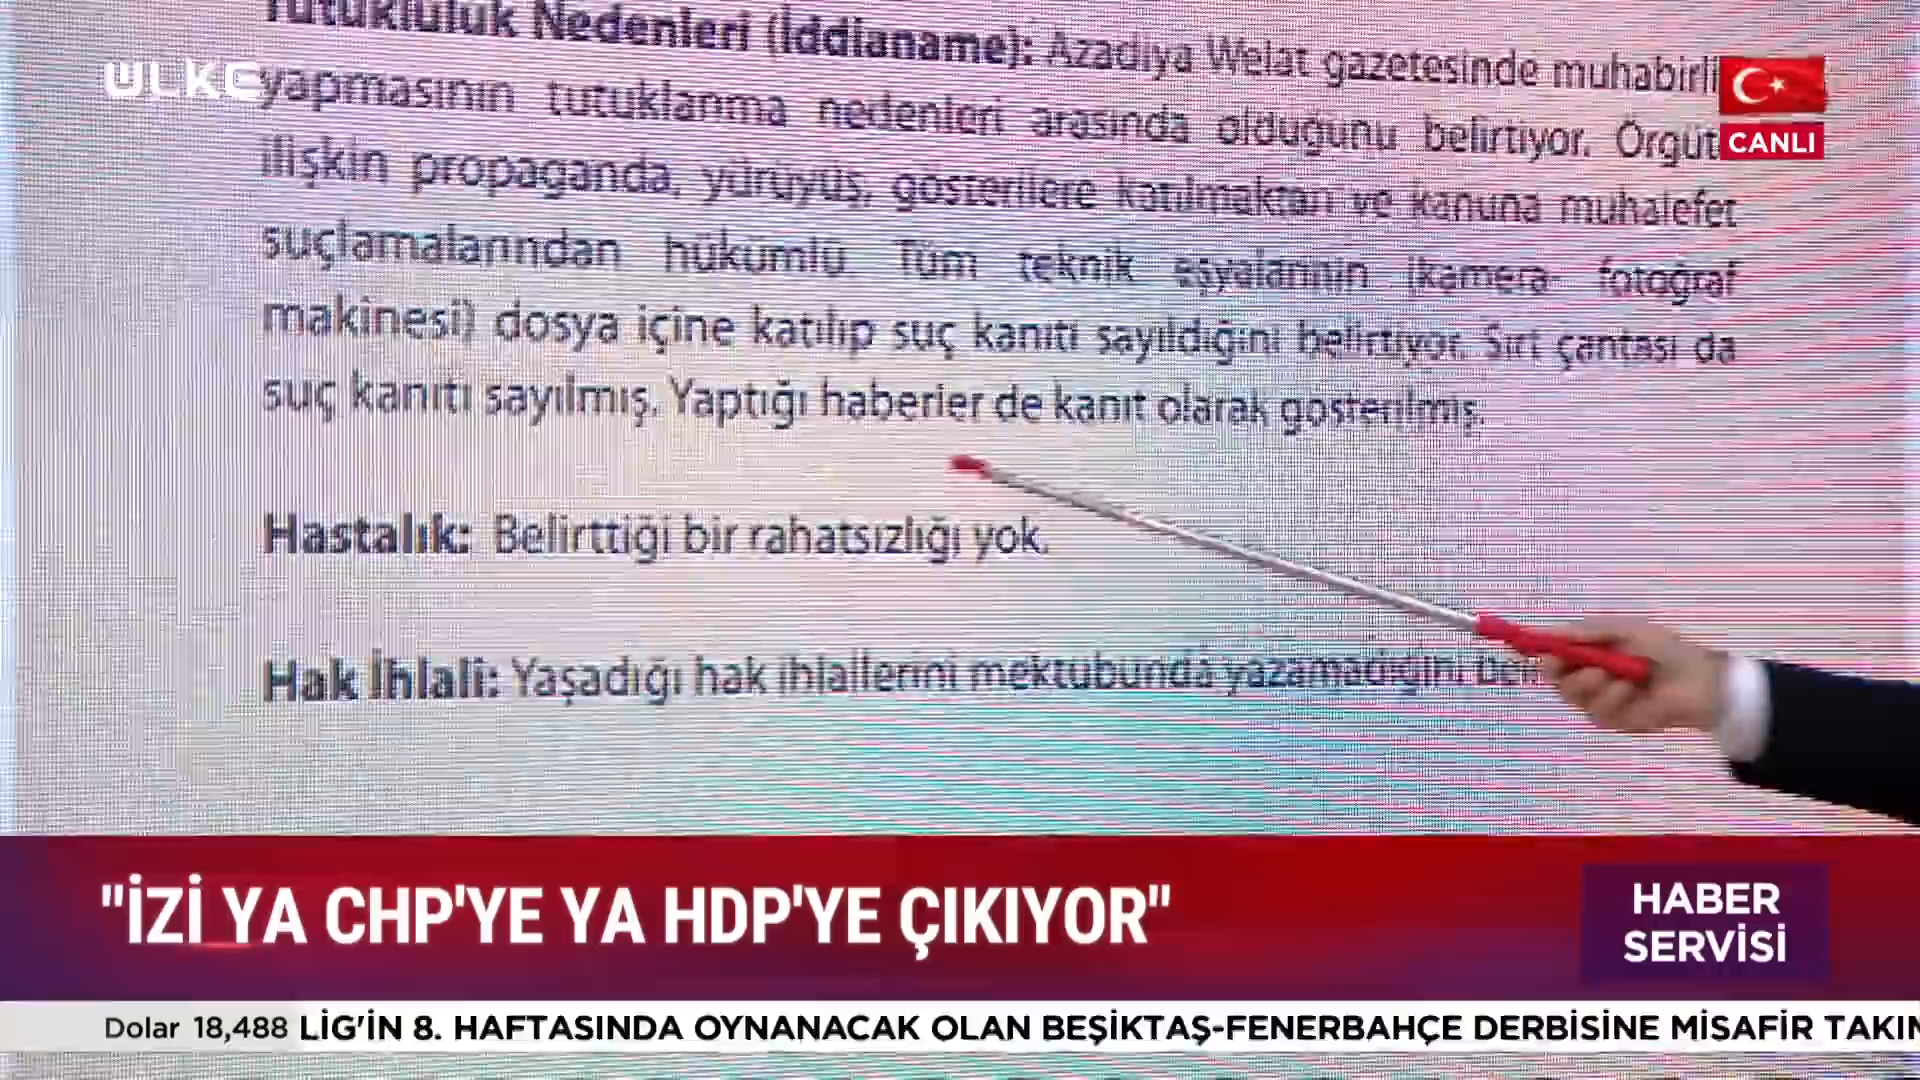 Tutukluluk Nedenleri (İddianame): Azadiya Welat gazetesinde muhabirli
ÜLKE
yapmasının tutuklanma nedenleri arasında olduğunu belirtiyor. Örgüt
CANLI
ilişkin propaganda, yürüyüş, gösterilere katılmaktan ve kanuna muhalefet
suçlamalarından hükümlü. Tüm teknik eşyalarının (kamera- fotoğraf
makinesi) dosya içine katılıp suç kanıtı sayıldığını belirtiyor. Sırt çantası da
suç kanıtı sayılmış. Yaptığı haberler de kanıt olarak gösterilmiş.
Hastalık: Belirttiği bir rahatsızlığı yok.
Hak İhlali: Yaşadığı hak ihlallerini mektubunda yazamadığını
"İZİ YA CHP'YE YA HDP'YE ÇIKIYOR"
HABER
SERVİSİ
Dolar 18,488 LİG'İN 8. HAFTASINDA OYNANACAK OLAN BEŞİKTAŞ-FENERBAHÇE DERBİSİNE MİSAFİR TAKIM